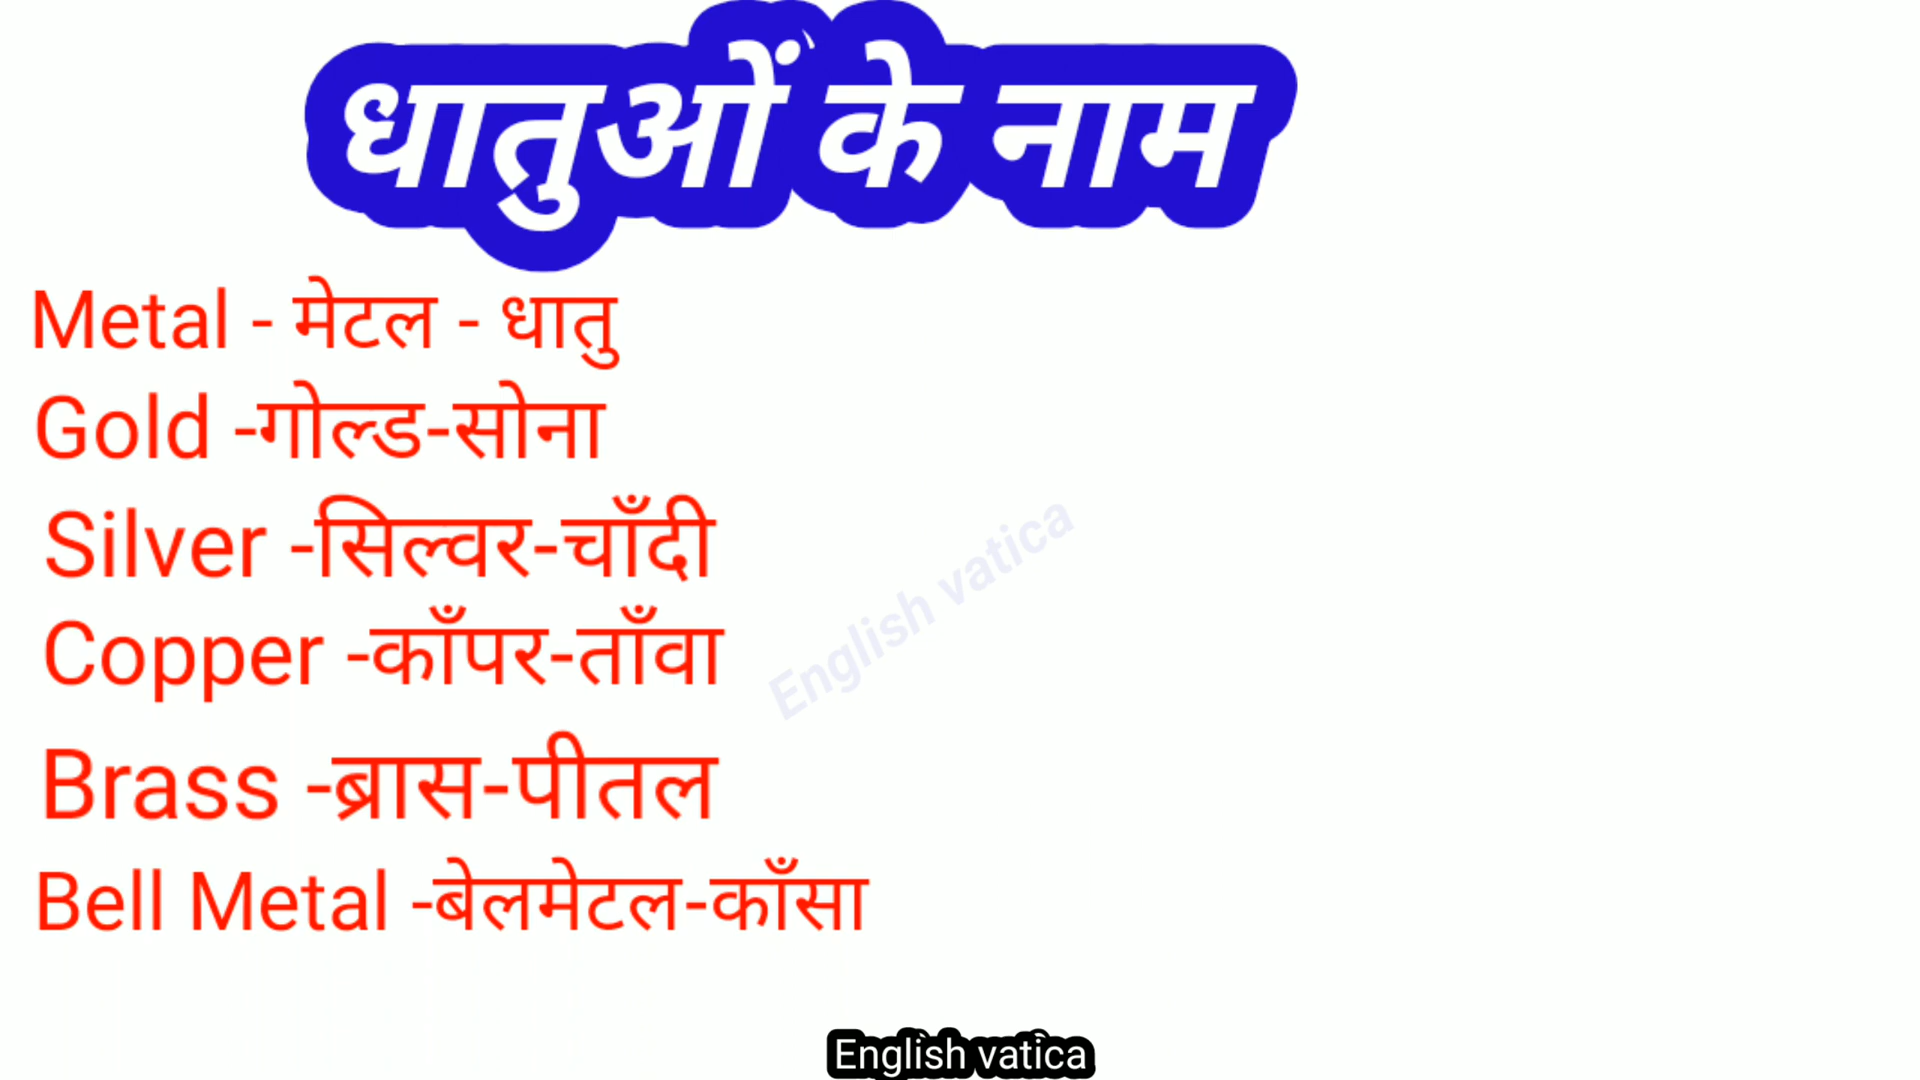 धातुओं के नाम
Metal - मेटल - धातु
Gold -गोल्ड-सोना
Silver -सिल्वर-चाँदी
Copper -काँपर-ताँवा
Brass -ब्रास-पीतल
Bell Metal -बेलमेटल-काँसा
English vatica
English vatica